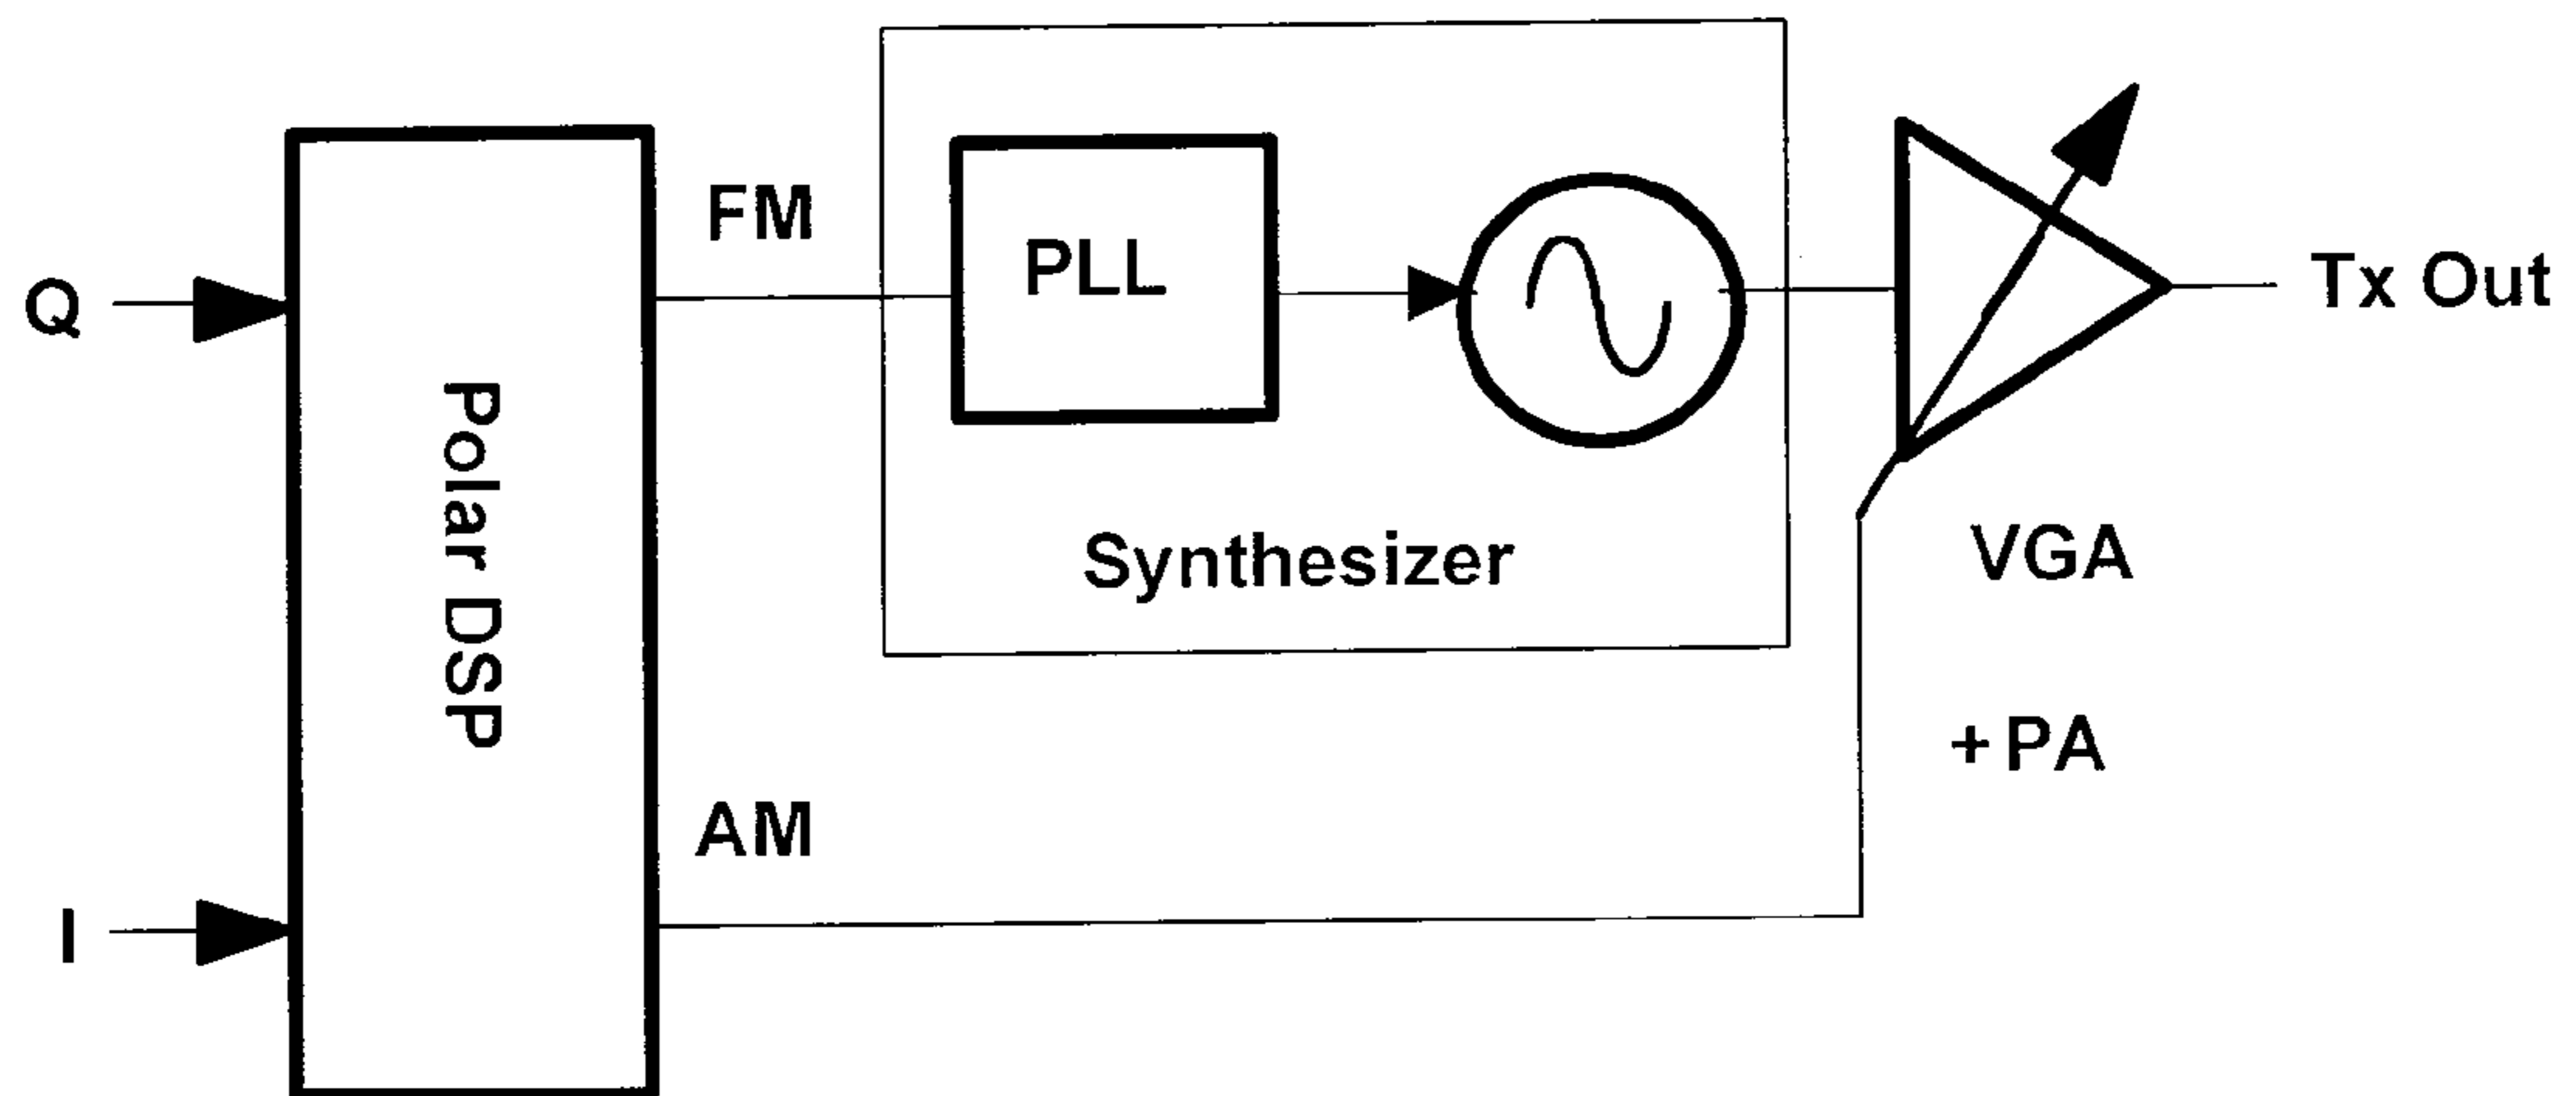 Q
I
Polar DSP
FM
AM
PLL
Synthesizer
VGA
+PA
Tx Out